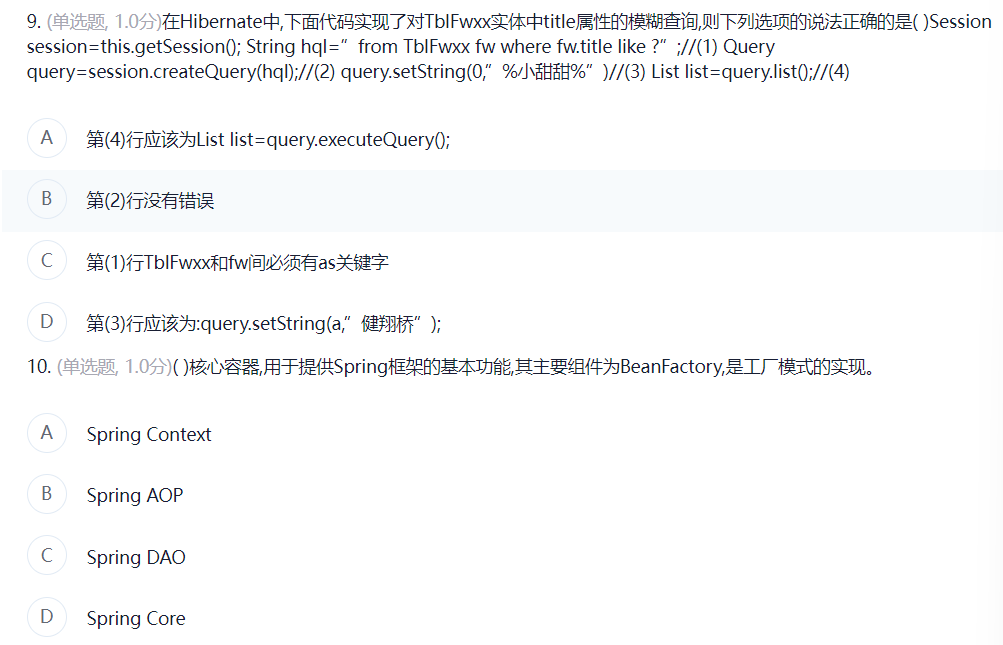 9. (单选题, 1.0分)在Hibernate中,下面代码实现了对TblFwxx实体中title属性的模糊查询,则下列选项的说法正确的是( )Session
session=this.getSession(); String hql=”from TblFwxx fw where fw.title like ?”;//(1) Query
query=session.createQuery(hql);//(2) query.setString(0,”%小甜甜%”)//(3) List list=query.list();//(4)
A 第(4)行应该为List list=query.executeQuery();
B 第(2)行没有错误
C 第(1)行TblFwxx和fw间必须有as关键字
D 第(3)行应该为:query.setString(a,”健翔桥”);
10. (单选题, 1.0分)( )核心容器,用于提供Spring框架的基本功能,其主要组件为BeanFactory,是工厂模式的实现。
A Spring Context
B Spring AOP
C Spring DAO
D Spring Core